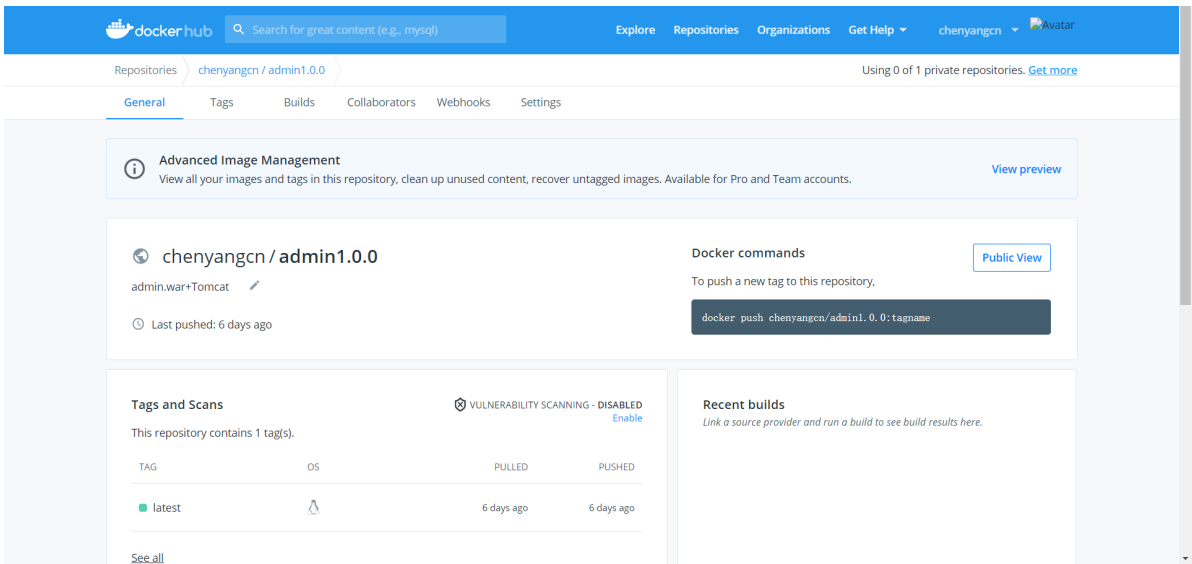 dockerhub Search for great content (e.g., mysql) Explore Repositories Organizations Get Help chenyangcn Avatar
Repositories chenyangcn / admin1.0.0 Using 0 of 1 private repositories. Get more
General Tags Builds Collaborators Webhooks Settings
Advanced Image Management
View all your images and tags in this repository, clean up unused content, recover untagged images. Available for Pro and Team accounts.
View preview
chenyangcn / admin1.0.0
admin.war+Tomcat
Last pushed: 6 days ago
Docker commands
Public View
To push a new tag to this repository,
docker push chenyangcn/admin1.0.0:tagname
Tags and Scans
VULNERABILITY SCANNING - DISABLED
Enable
This repository contains 1 tag(s).
TAG OS PULLED PUSHED
latest 6 days ago 6 days ago
See all
Recent builds
Link a source provider and run a build to see build results here.